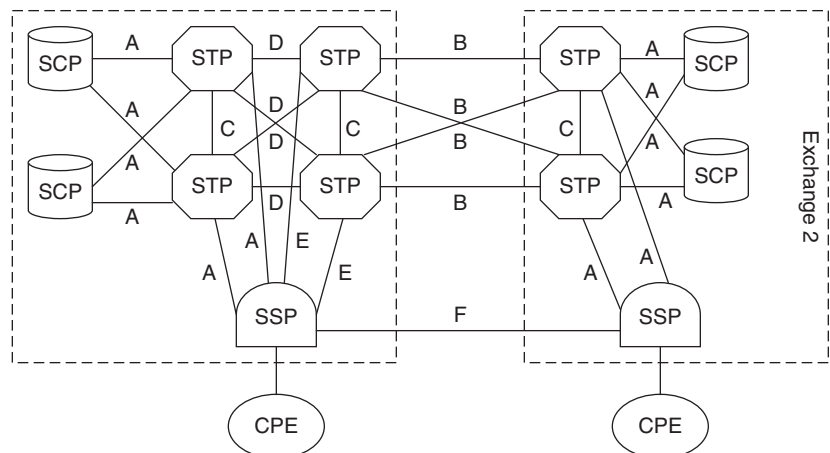 A D B
SCP STP STP STP A SCP
A D B A
C C C
A D B A
SCP STP STP STP SCP
A D B A
A A E E A A
SSP F SSP
CPE CPE
Exchange 2